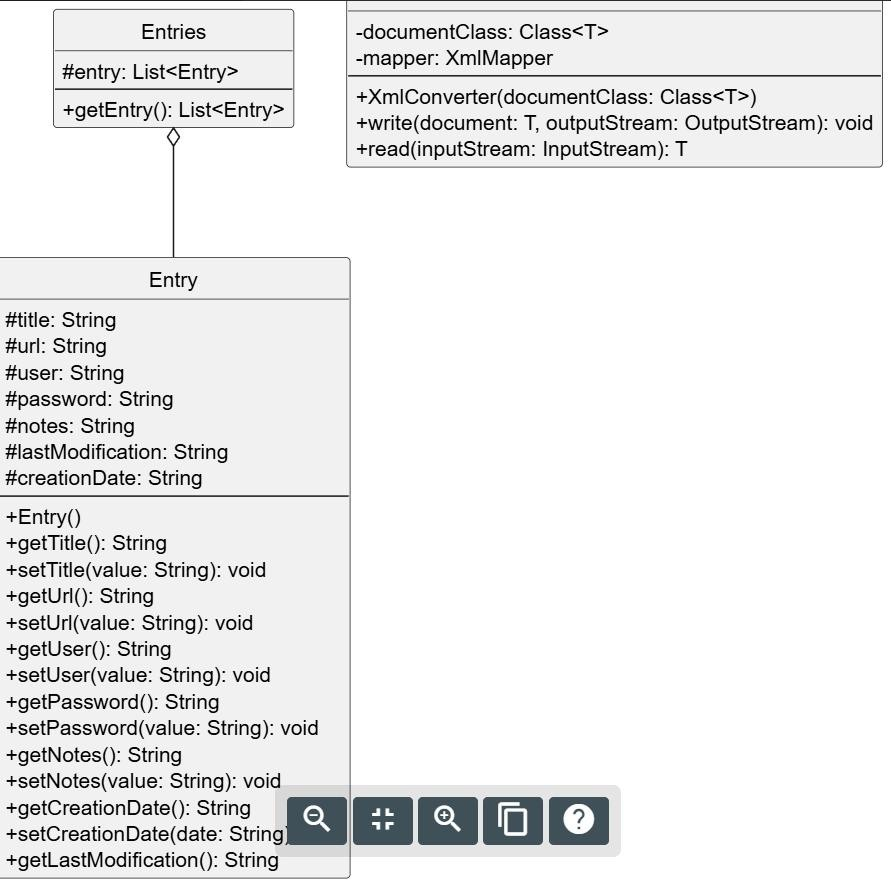 Entries
#entry: List<Entry>
+getEntry(): List<Entry>
-documentClass: Class<T>
-mapper: XmlMapper
+XmlConverter(documentClass: Class<T>)
+write(document: T, outputStream: OutputStream): void
+read(inputStream: InputStream): T
Entry
#title: String
#url: String
#user: String
#password: String
#notes: String
#lastModification: String
#creationDate: String
+Entry()
+getTitle(): String
+setTitle(value: String): void
+getUrl(): String
+setUrl(value: String): void
+getUser(): String
+setUser(value: String): void
+getPassword(): String
+setPassword(value: String): void
+getNotes(): String
+setNotes(value: String): void
+getCreationDate(): String
+setCreationDate(date: String)
+getLastModification(): String
?